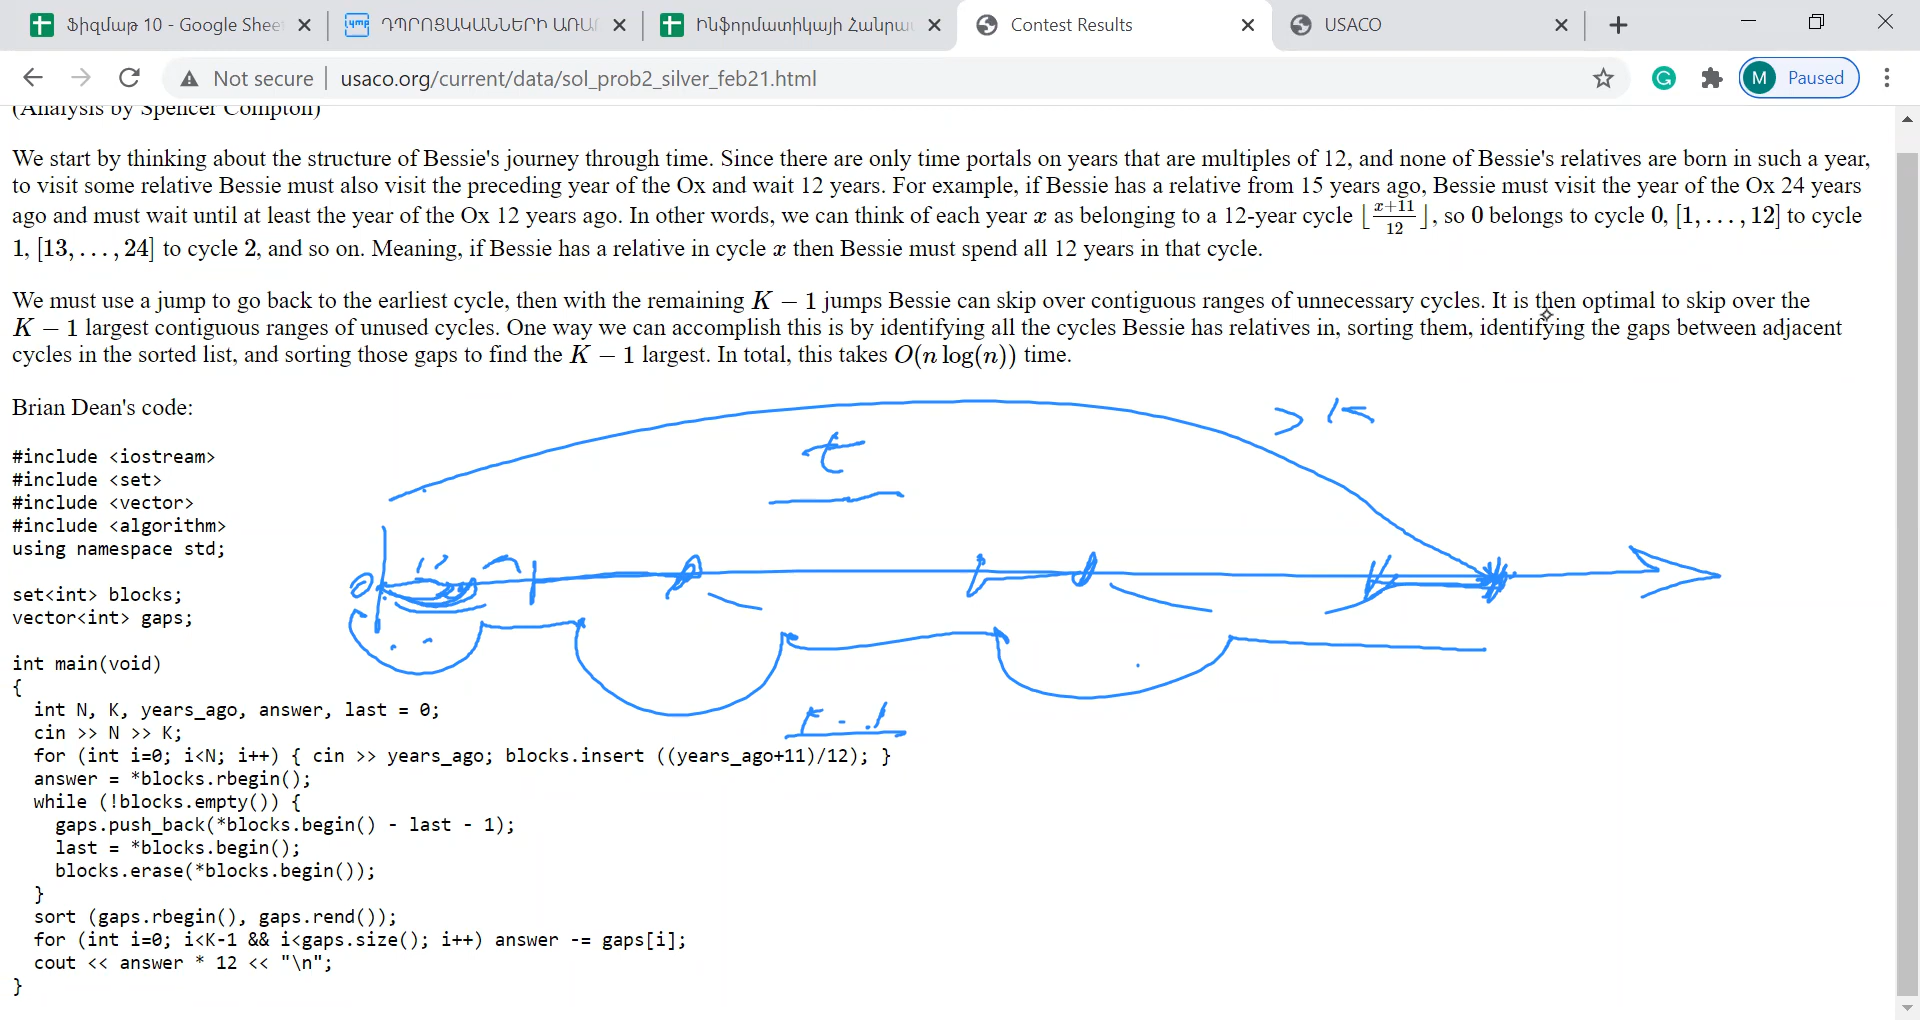 Ֆիզմաթ 10 - Google Shee
ԴՊՐՈՑԱԿԱՆՆԵՐԻ ԱՌԱ
Ինֆորմատիկայի Հանրա
Contest Results
USACO
Not secure | usaco.org/current/data/sol_prob2_silver_feb21.html
M Paused
(Analysis by Spencer Compton)
We start by thinking about the structure of Bessie's journey through time. Since there are only time portals on years that are multiples of 12, and none of Bessie's relatives are born in such a year,
to visit some relative Bessie must also visit the preceding year of the Ox and wait 12 years. For example, if Bessie has a relative from 15 years ago, Bessie must visit the year of the Ox 24 years
ago and must wait until at least the year of the Ox 12 years ago. In other words, we can think of each year x as belonging to a 12-year cycle ⌊(x+11)/12⌋, so 0 belongs to cycle 0, [1, . . . , 12] to cycle
1, [13, . . . , 24] to cycle 2, and so on. Meaning, if Bessie has a relative in cycle x then Bessie must spend all 12 years in that cycle.
We must use a jump to go back to the earliest cycle, then with the remaining K − 1 jumps Bessie can skip over contiguous ranges of unnecessary cycles. It is then optimal to skip over the
K − 1 largest contiguous ranges of unused cycles. One way we can accomplish this is by identifying all the cycles Bessie has relatives in, sorting them, identifying the gaps between adjacent
cycles in the sorted list, and sorting those gaps to find the K − 1 largest. In total, this takes O(n log(n)) time.
Brian Dean's code:
#include <iostream>
#include <set>
#include <vector>
#include <algorithm>
using namespace std;
set<int> blocks;
vector<int> gaps;
int main(void)
{
int N, K, years_ago, answer, last = 0;
cin >> N >> K;
for (int i=0; i<N; i++) { cin >> years_ago; blocks.insert ((years_ago+11)/12); }
answer = *blocks.rbegin();
while (!blocks.empty()) {
gaps.push_back(*blocks.begin() - last - 1);
last = *blocks.begin();
blocks.erase(*blocks.begin());
}
sort (gaps.rbegin(), gaps.rend());
for (int i=0; i<K-1 && i<gaps.size(); i++) answer -= gaps[i];
cout << answer * 12 << "\n";
}
t
0
K - 1